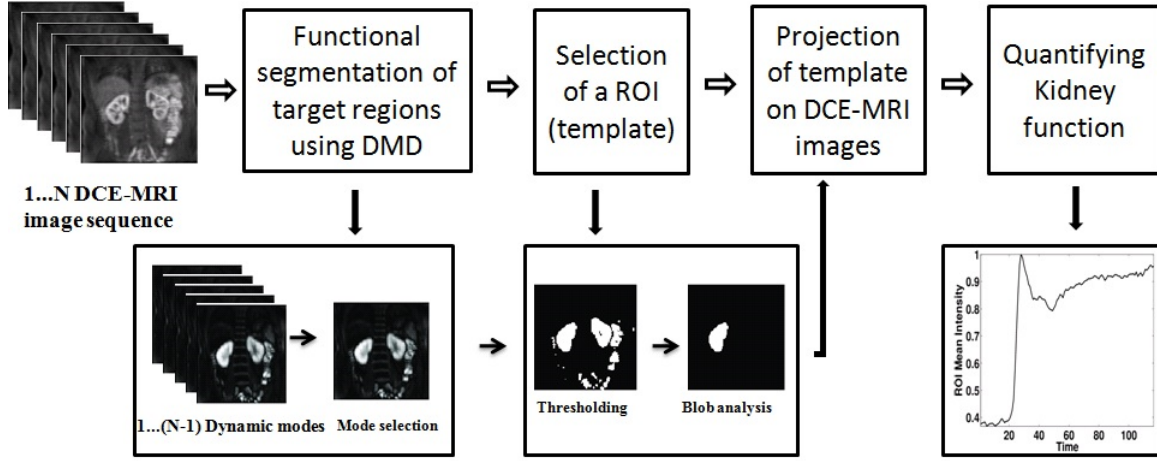 Functional
segmentation of
target regions
using DMD
Selection
of a ROI
(template)
Projection
of template
on DCE-MRI
images
Quantifying
Kidney
function
1...N DCE-MRI
image sequence
1...(N-1) Dynamic modes
Mode selection
Thresholding
Blob analysis
ROI Mean Intensity
1
0.9
0.8
0.7
0.6
0.5
0.4
20 40 60 80 100
Time